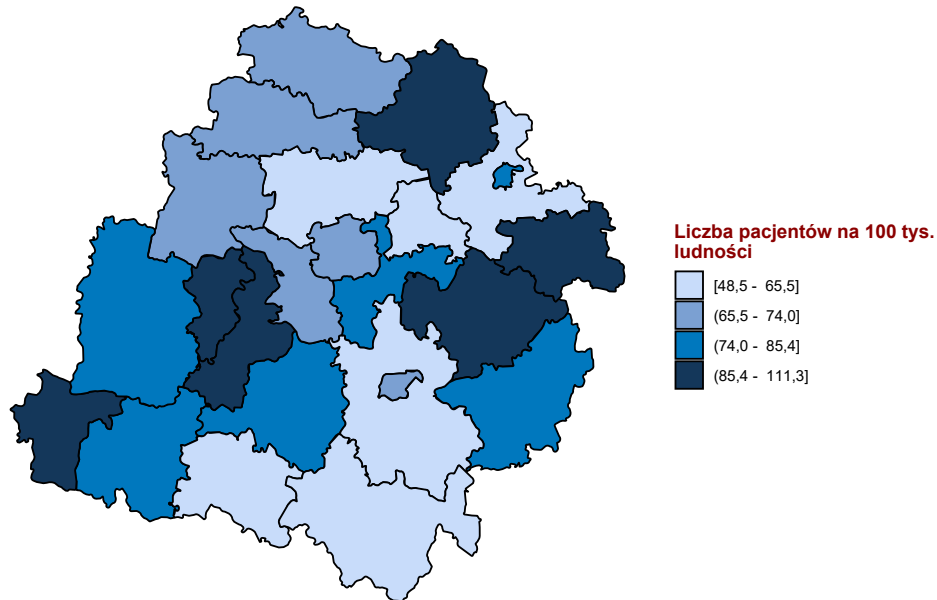 Liczba pacjentów na 100 tys.
ludności
[48,5 - 65,5]
(65,5 - 74,0]
(74,0 - 85,4]
(85,4 - 111,3]